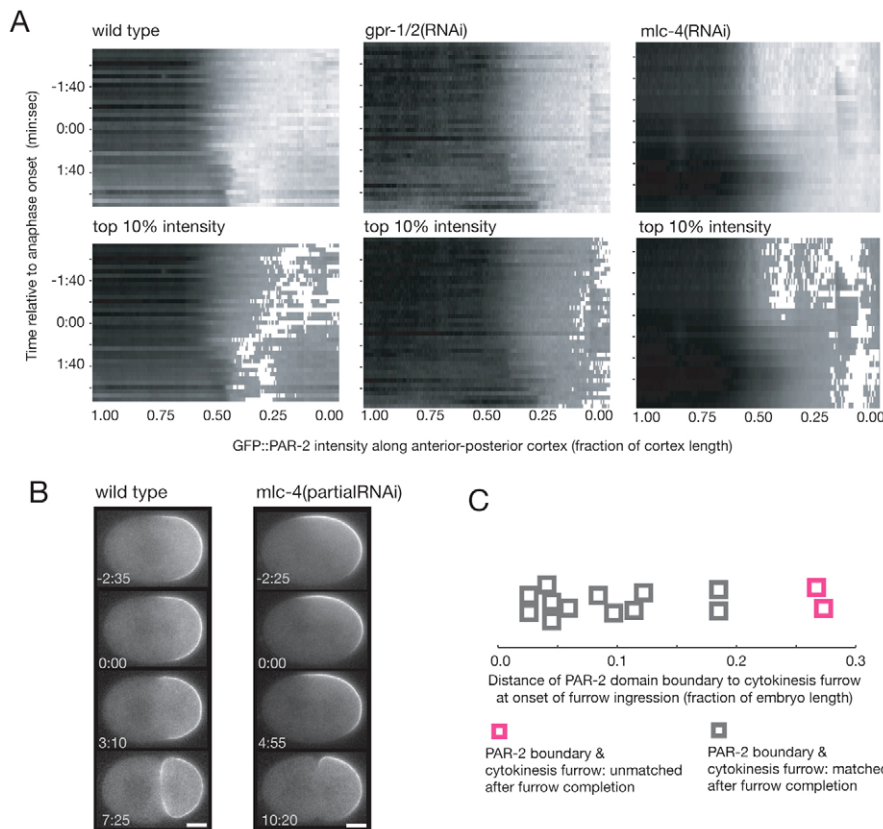 A
wild type
gpr-1/2(RNAi)
mlc-4(RNAi)
Time relative to anaphase onset (min:sec)
-1:40
0:00
1:40
top 10% intensity
top 10% intensity
top 10% intensity
-1:40
0:00
1:40
1.00 0.75 0.50 0.25 0.00
1.00 0.75 0.50 0.25 0.00
1.00 0.75 0.50 0.25 0.00
GFP::PAR-2 intensity along anterior-posterior cortex (fraction of cortex length)
B
wild type
mlc-4(partialRNAi)
-2:35
-2:25
0:00
0:00
3:10
4:55
7:25
10:20
C
0.0 0.1 0.2 0.3
Distance of PAR-2 domain boundary to cytokinesis furrow
at onset of furrow ingression (fraction of embryo length)
PAR-2 boundary &
cytokinesis furrow: unmatched
after furrow completion
PAR-2 boundary &
cytokinesis furrow: matched
after furrow completion